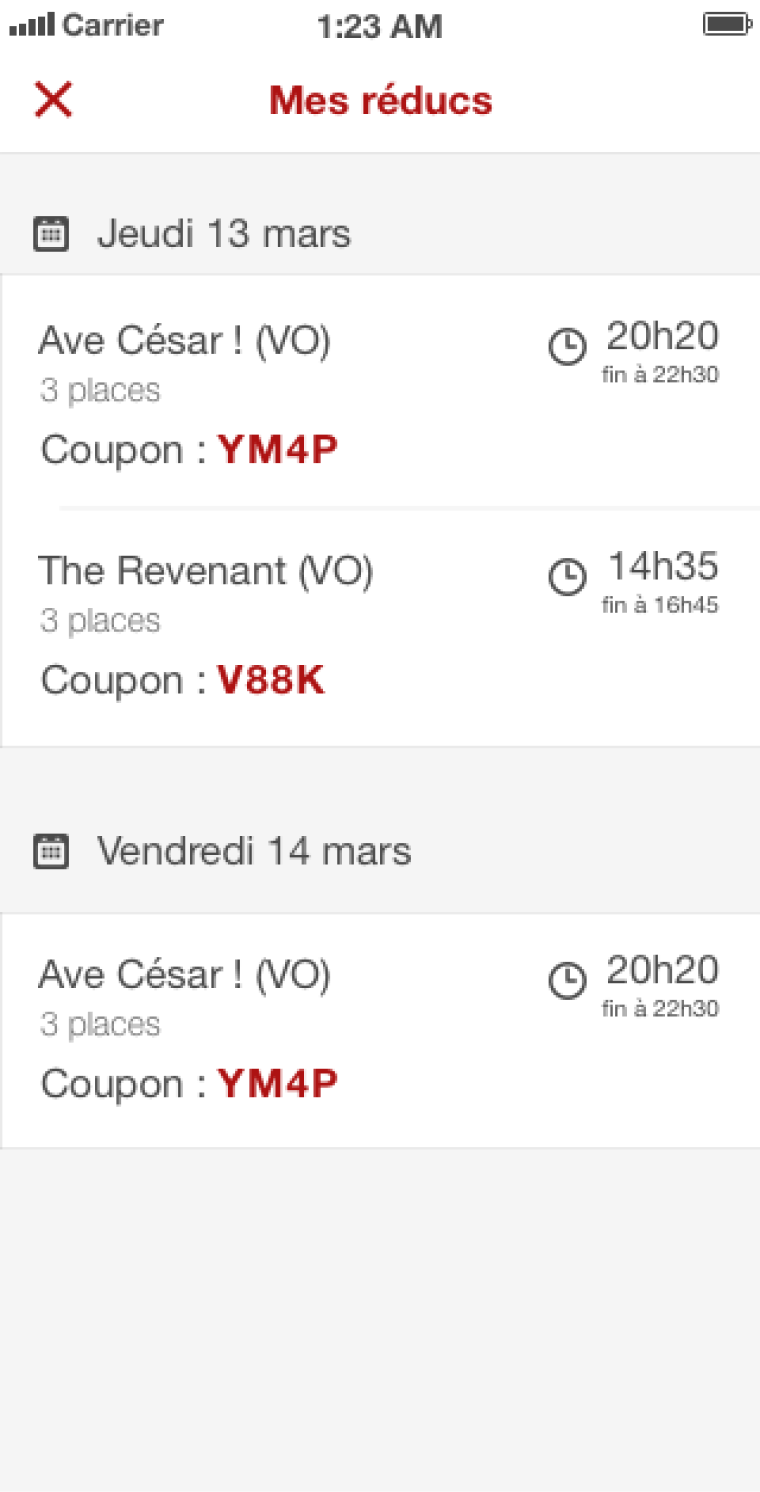 Carrier 1:23 AM
Mes réducs
Jeudi 13 mars
Ave César ! (VO) 20h20
3 places fin à 22h30
Coupon : YM4P
The Revenant (VO) 14h35
3 places fin à 16h45
Coupon : V88K
Vendredi 14 mars
Ave César ! (VO) 20h20
3 places fin à 22h30
Coupon : YM4P